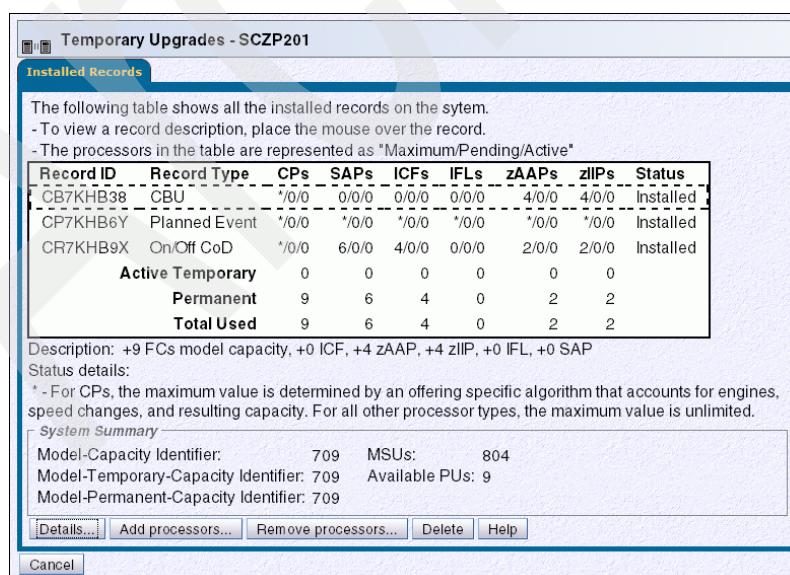 Temporary Upgrades - SCZP201
Installed Records
The following table shows all the installed records on the sytem.
- To view a record description, place the mouse over the record.
- The processors in the table are represented as "Maximum/Pending/Active"
Record ID Record Type CPs SAPs ICFs IFLs zAAPs zIIPs Status
CB7KHB38 CBU */0/0 0/0/0 0/0/0 0/0/0 4/0/0 4/0/0 Installed
CP7KHB6Y Planned Event */0/0 */0/0 */0/0 */0/0 */0/0 */0/0 Installed
CR7KHB9X On/Off CoD */0/0 6/0/0 4/0/0 0/0/0 2/0/0 2/0/0 Installed
Active Temporary 0 0 0 0 0 0
Permanent 9 6 4 0 2 2
Total Used 9 6 4 0 2 2
Description: +9 FCs model capacity, +0 ICF, +4 zAAP, +4 zIIP, +0 IFL, +0 SAP
Status details:
* - For CPs, the maximum value is determined by an offering specific algorithm that accounts for engines,
speed changes, and resulting capacity. For all other processor types, the maximum value is unlimited.
System Summary
Model-Capacity Identifier: 709 MSUs: 804
Model-Temporary-Capacity Identifier: 709 Available PUs: 9
Model-Permanent-Capacity Identifier: 709
Details... Add processors... Remove processors... Delete Help
Cancel